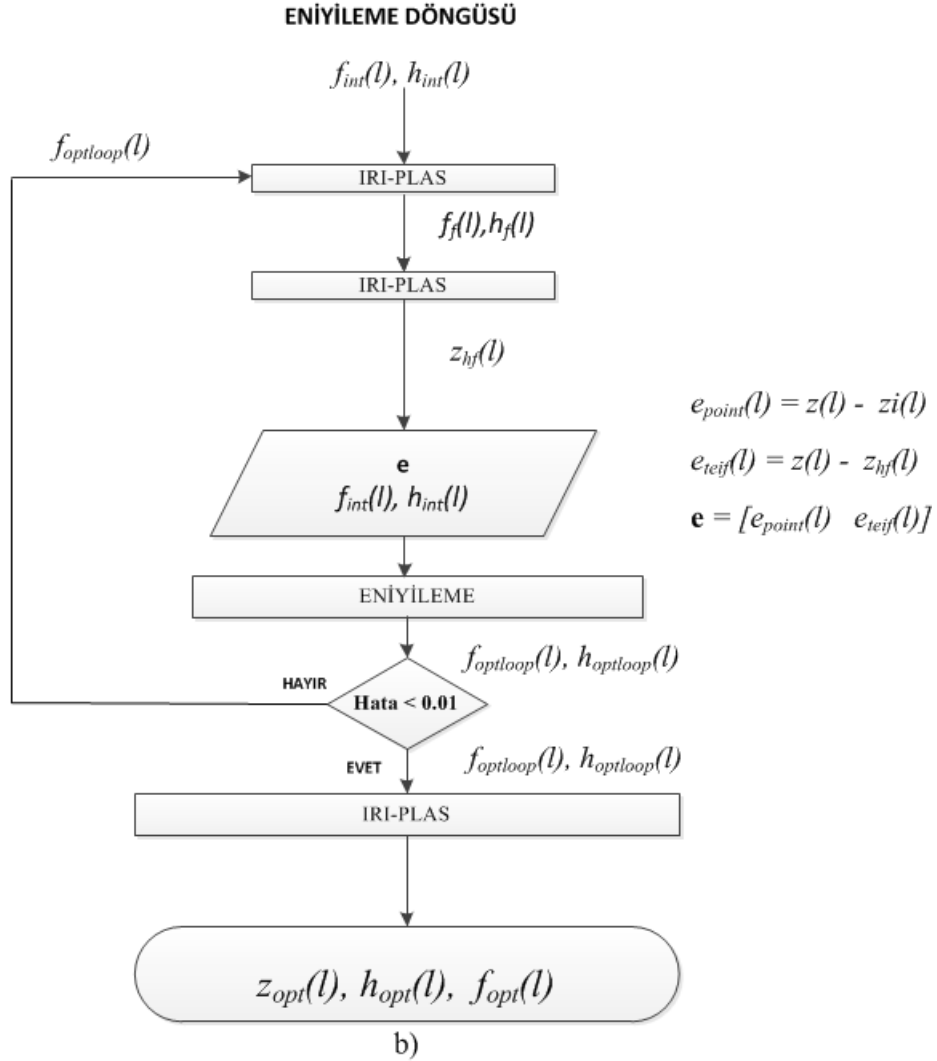 ENİYİLEME DÖNGÜSÜ
f_int(l), h_int(l)
f_optloop(l)
IRI-PLAS
f_f(l),h_f(l)
IRI-PLAS
z_hf(l)
e_point(l) = z(l) - zi(l)
e_teif(l) = z(l) - z_hf(l)
e = [e_point(l) e_teif(l)]
e
f_int(l), h_int(l)
ENİYİLEME
f_optloop(l), h_optloop(l)
HAYIR
Hata < 0.01
EVET
f_optloop(l), h_optloop(l)
IRI-PLAS
z_opt(l), h_opt(l), f_opt(l)
b)